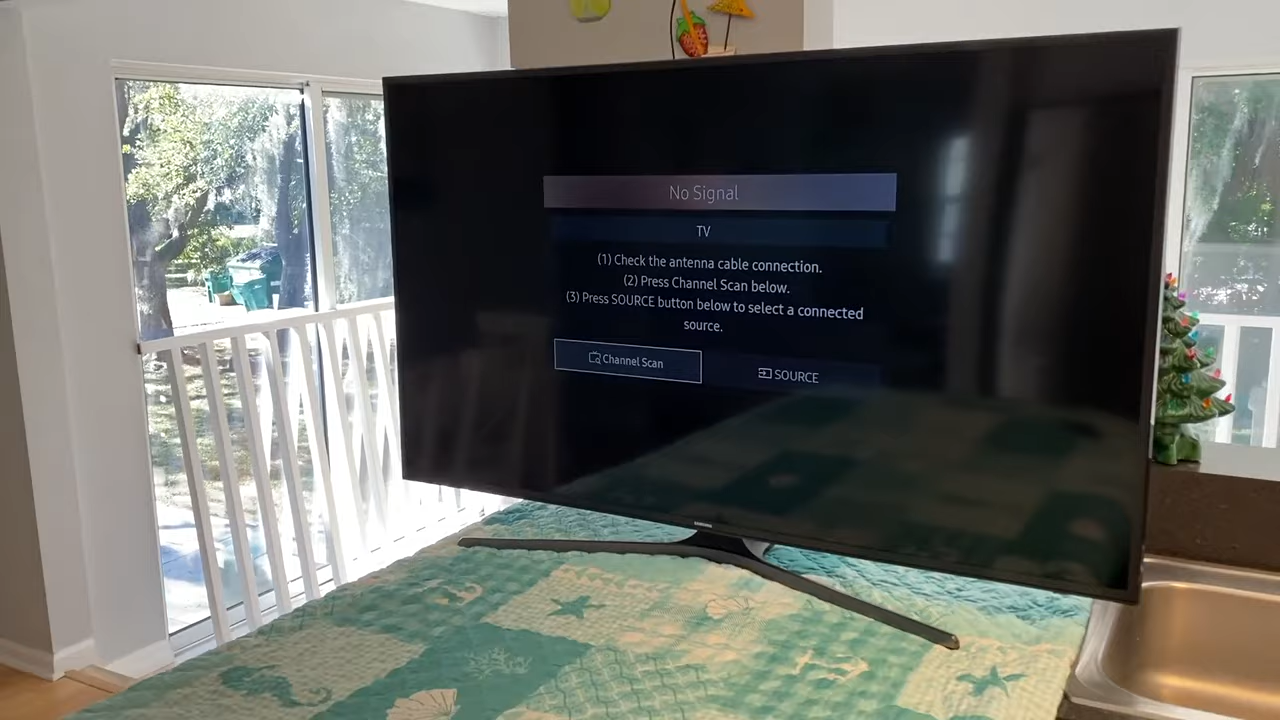 No Signal
TV
(1) Check the antenna cable connection.
(2) Press Channel Scan below.
(3) Press SOURCE button below to select a connected
source.
Channel Scan
SOURCE
SAMSUNG